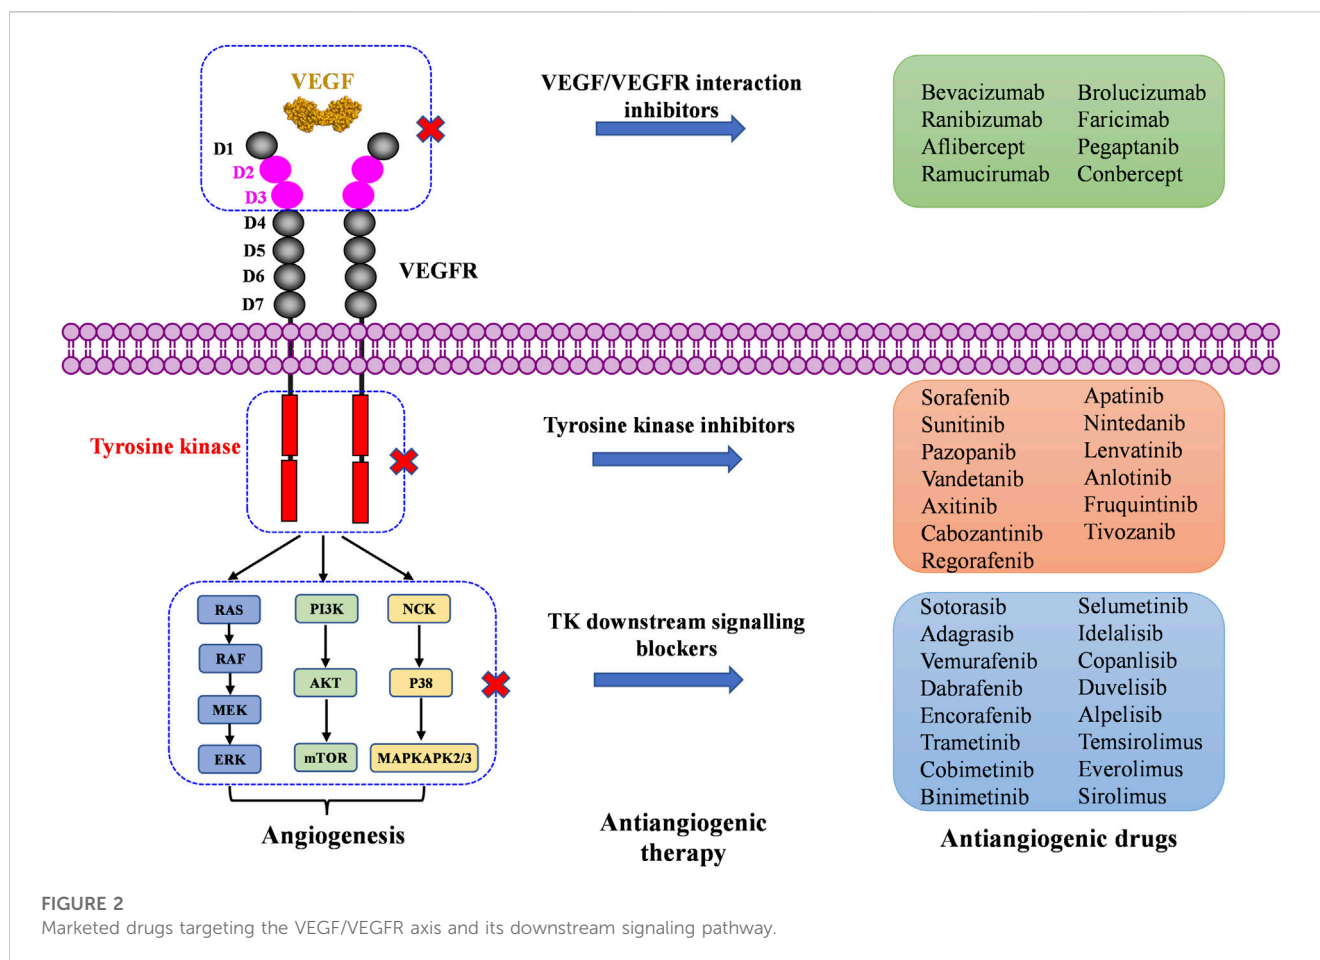 VEGF
D1
D2
D3
D4
D5
D6
D7
VEGFR
VEGF/VEGFR interaction
inhibitors
Bevacizumab
Ranibizumab
Aflibercept
Ramucirumab
Brolucizumab
Faricimab
Pegaptanib
Conbercept
Tyrosine kinase
Tyrosine kinase inhibitors
Sorafenib
Sunitinib
Pazopanib
Vandetanib
Axitinib
Cabozantinib
Regorafenib
Apatinib
Nintedanib
Lenvatinib
Anlotinib
Fruquintinib
Tivozanib
RAS
RAF
MEK
ERK
PI3K
AKT
mTOR
NCK
P38
MAPKAPK2/3
TK downstream signalling
blockers
Sotorasib
Adagrasib
Vemurafenib
Dabrafenib
Encorafenib
Trametinib
Cobimetinib
Binimetinib
Selumetinib
Idelalisib
Copanlisib
Duvelisib
Alpelisib
Temsirolimus
Everolimus
Sirolimus
Angiogenesis
Antiangiogenic
therapy
Antiangiogenic drugs
FIGURE 2
Marketed drugs targeting the VEGF/VEGFR axis and its downstream signaling pathway.